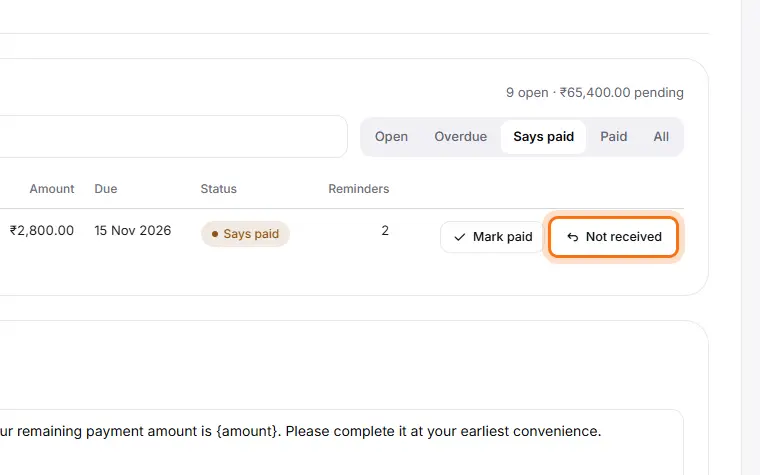 9 open · ₹65,400.00 pending
Open Overdue Says paid Paid All
Amount Due Status Reminders
₹2,800.00 15 Nov 2026 Says paid 2 Mark paid Not received
remaining payment amount is {amount}. Please complete it at your earliest convenience.